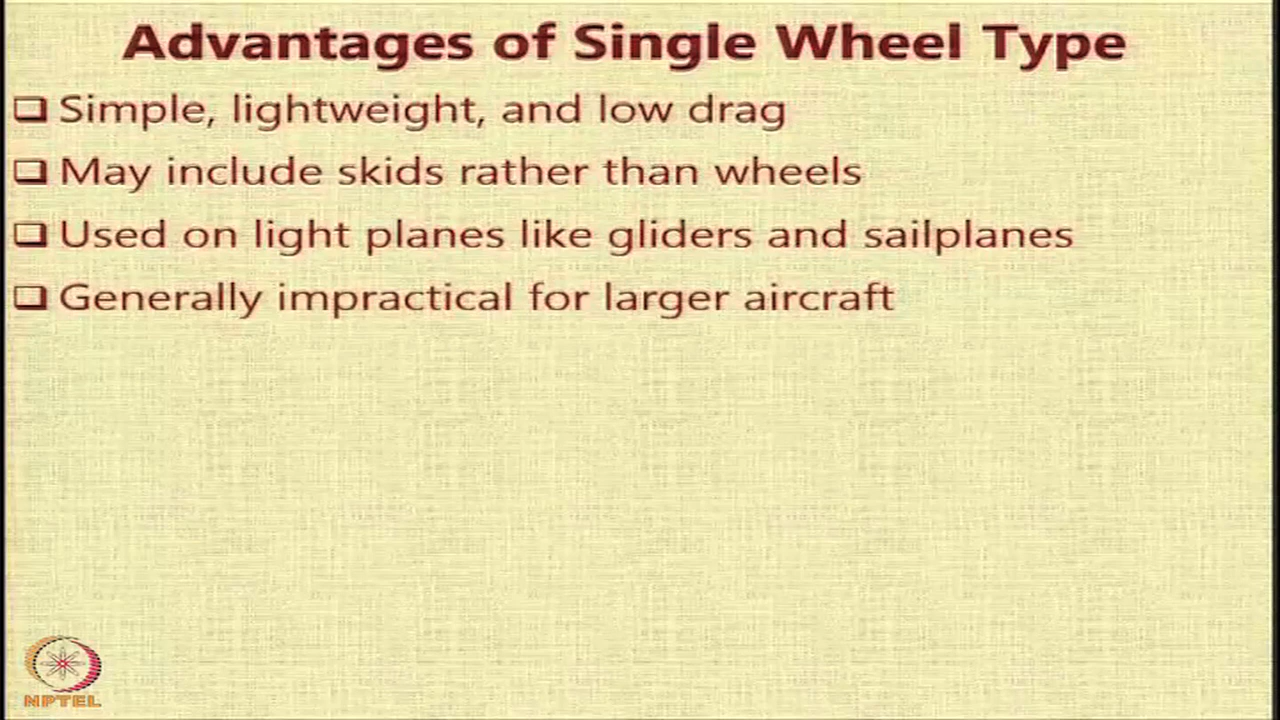 Advantages of Single Wheel Type
Simple, lightweight, and low drag
May include skids rather than wheels
Used on light planes like gliders and sailplanes
Generally impractical for larger aircraft
NPTEL